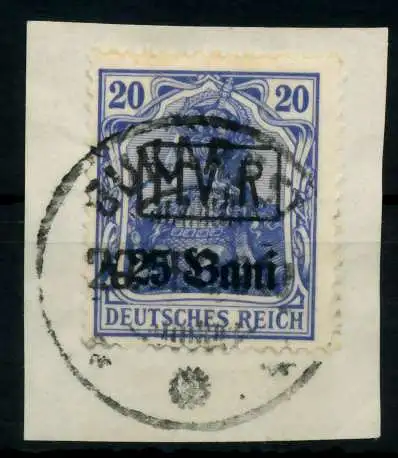 20 20
M.V.i.R.
25 Bani
DEUTSCHES REICH